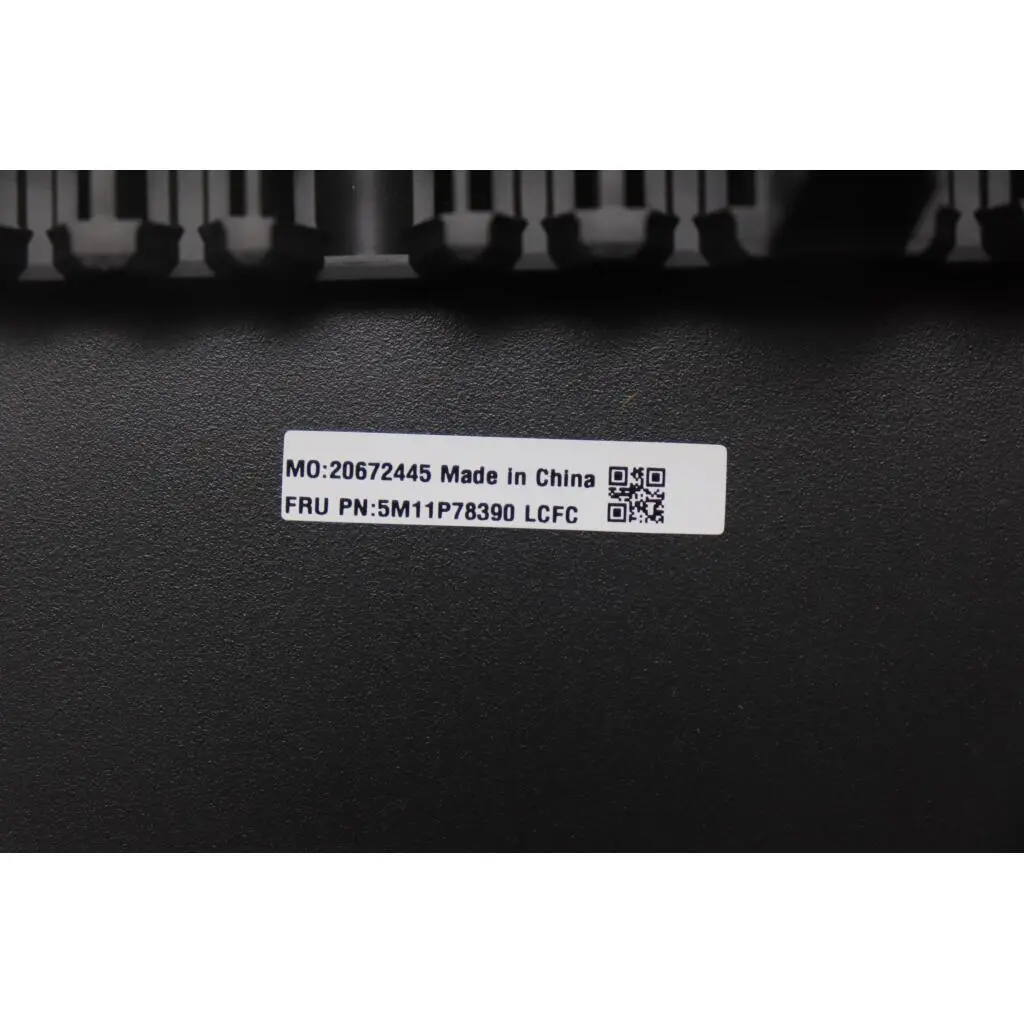 MO:20672445 Made in China
FRU PN:5M11P78390 LCFC